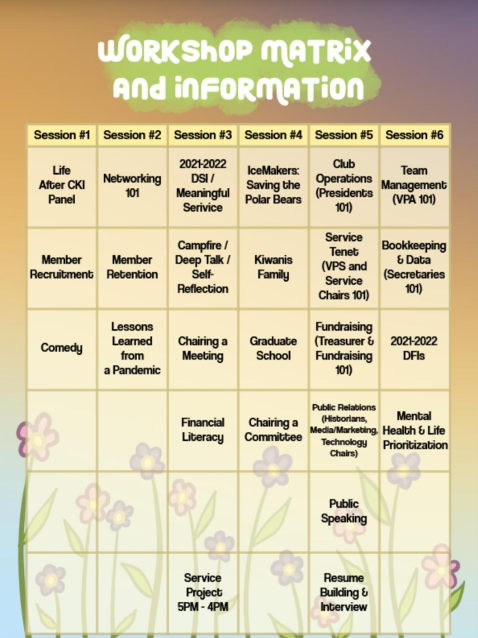 Workshop Matrix
and information
Session #1 Session #2 Session #3 Session #4 Session #5 Session #6
Life
After CKI
Panel
Networking
101
2021-2022
DSI /
Meaningful
Serivice
IceMakers:
Saving the
Polar Bears
Club
Operations
(Presidents
101)
Team
Management
(VPA 101)
Member
Recruitment
Member
Retention
Campfire /
Deep Talk /
Self-
Reflection
Kiwanis
Family
Service
Tenet
(VPS and
Service
Chairs 101)
Bookkeeping
& Data
(Secretaries
101)
Comedy
Lessons
Learned
from
a Pandemic
Chairing a
Meeting
Graduate
School
Fundraising
(Treasurer &
Fundraising
101)
2021-2022
DFIs
Financial
Literacy
Chairing a
Committee
Public Relations
(Historians,
Media/Marketing,
Technology
Chairs)
Mental
Health & Life
Prioritization
Public
Speaking
Service
Project
5PM - 4PM
Resume
Building &
Interview